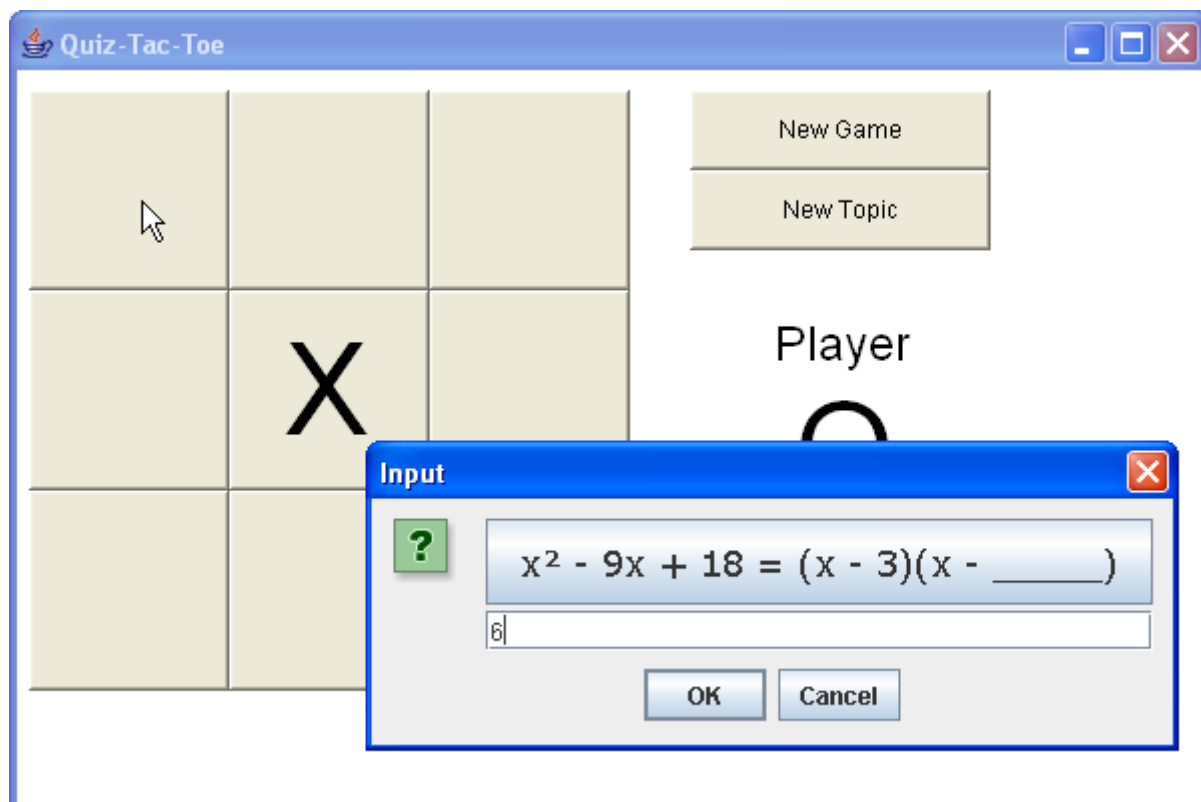 Quiz-Tac-Toe
New Game
New Topic
Player
X
Input
?
x² - 9x + 18 = (x - 3)(x - _____)
6
OK
Cancel